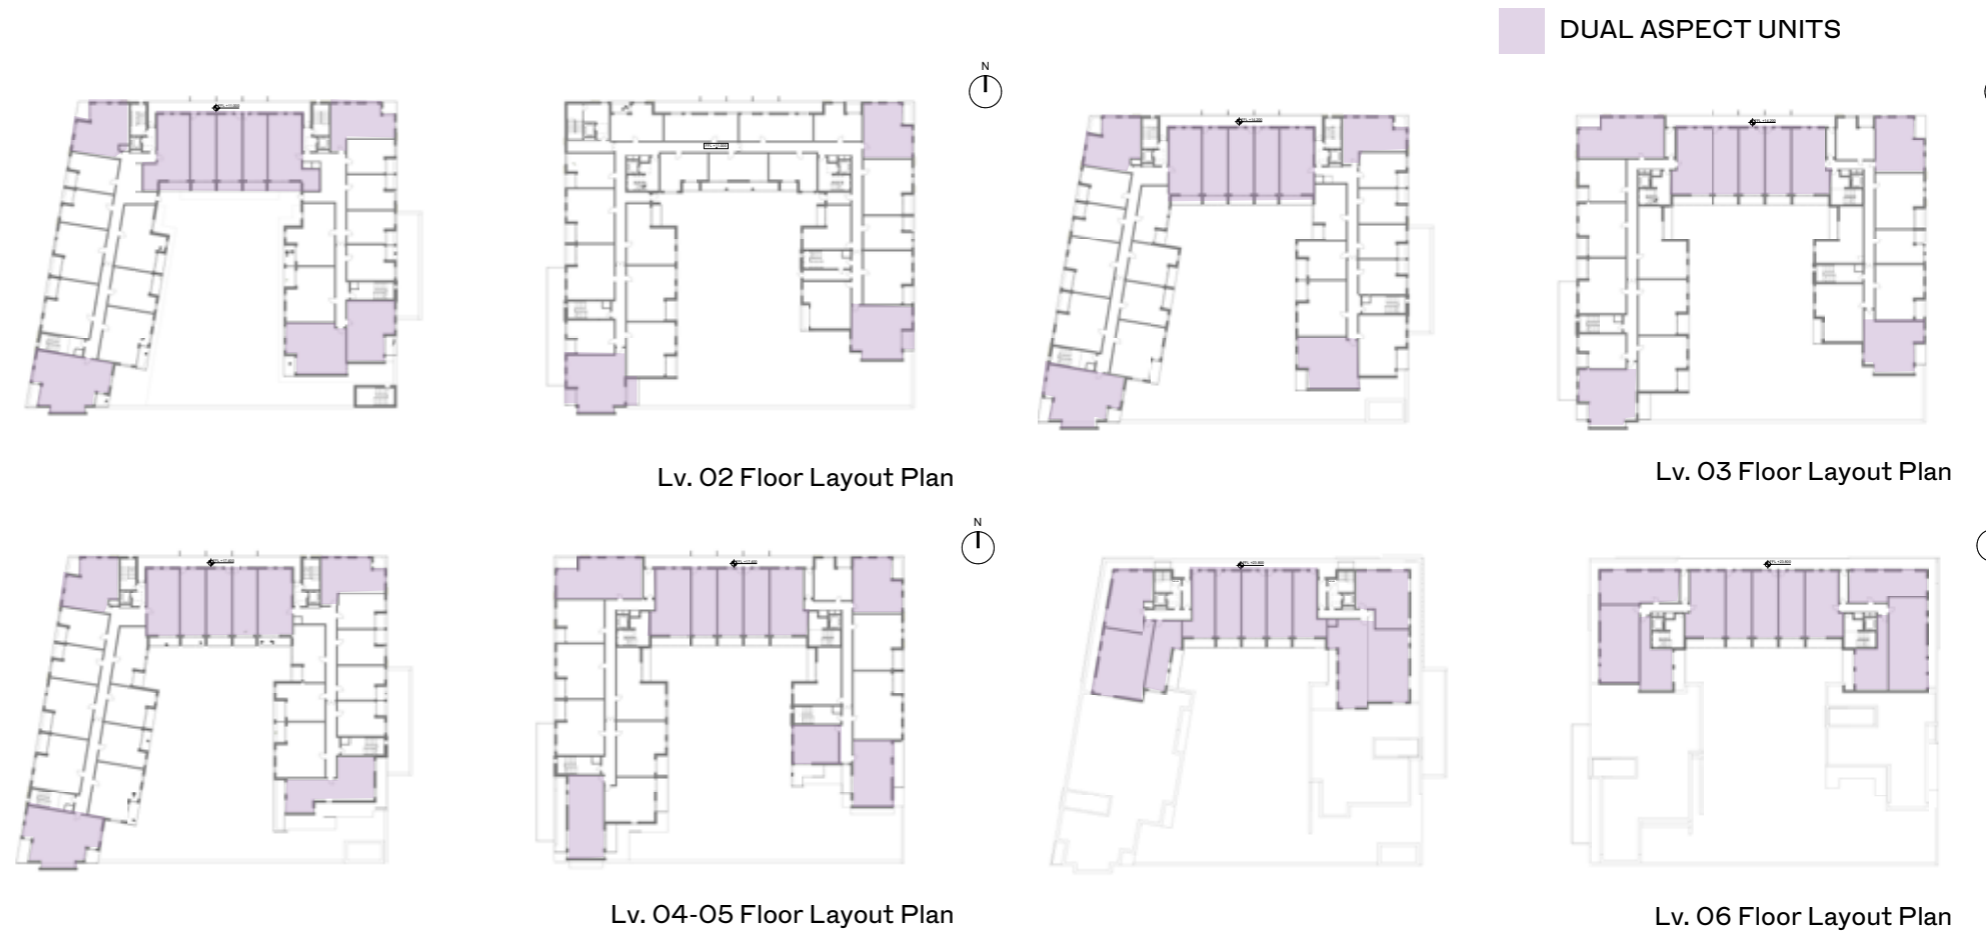 DUAL ASPECT UNITS
N
Lv. 02 Floor Layout Plan
Lv. 03 Floor Layout Plan
N
Lv. 04-05 Floor Layout Plan
Lv. 06 Floor Layout Plan